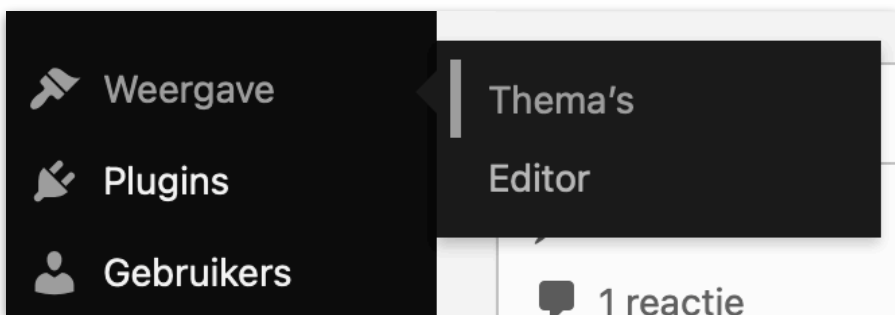 Weergave
Plugins
Gebruikers
Thema's
Editor
1 reactie